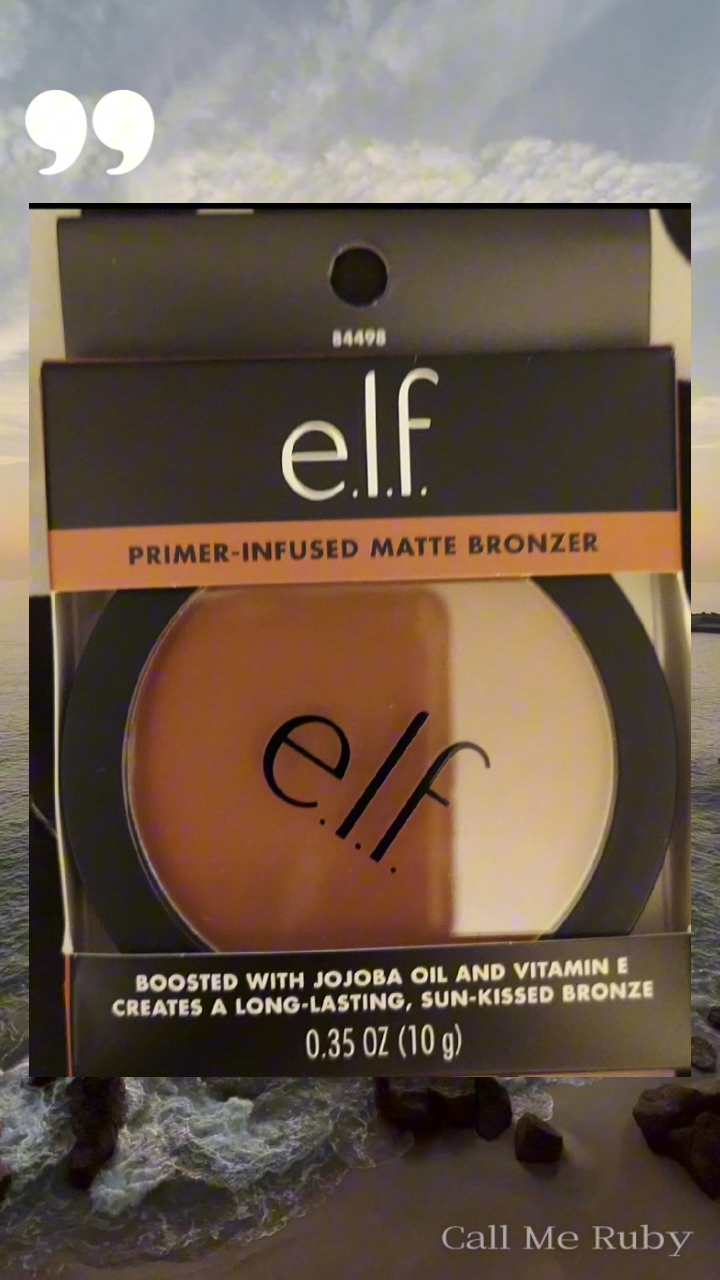 ”
84498
e.l.f.
PRIMER-INFUSED MATTE BRONZER
e.l.f.
BOOSTED WITH JOJOBA OIL AND VITAMIN E
CREATES A LONG-LASTING, SUN-KISSED BRONZE
0.35 OZ (10 g)
Call Me Ruby